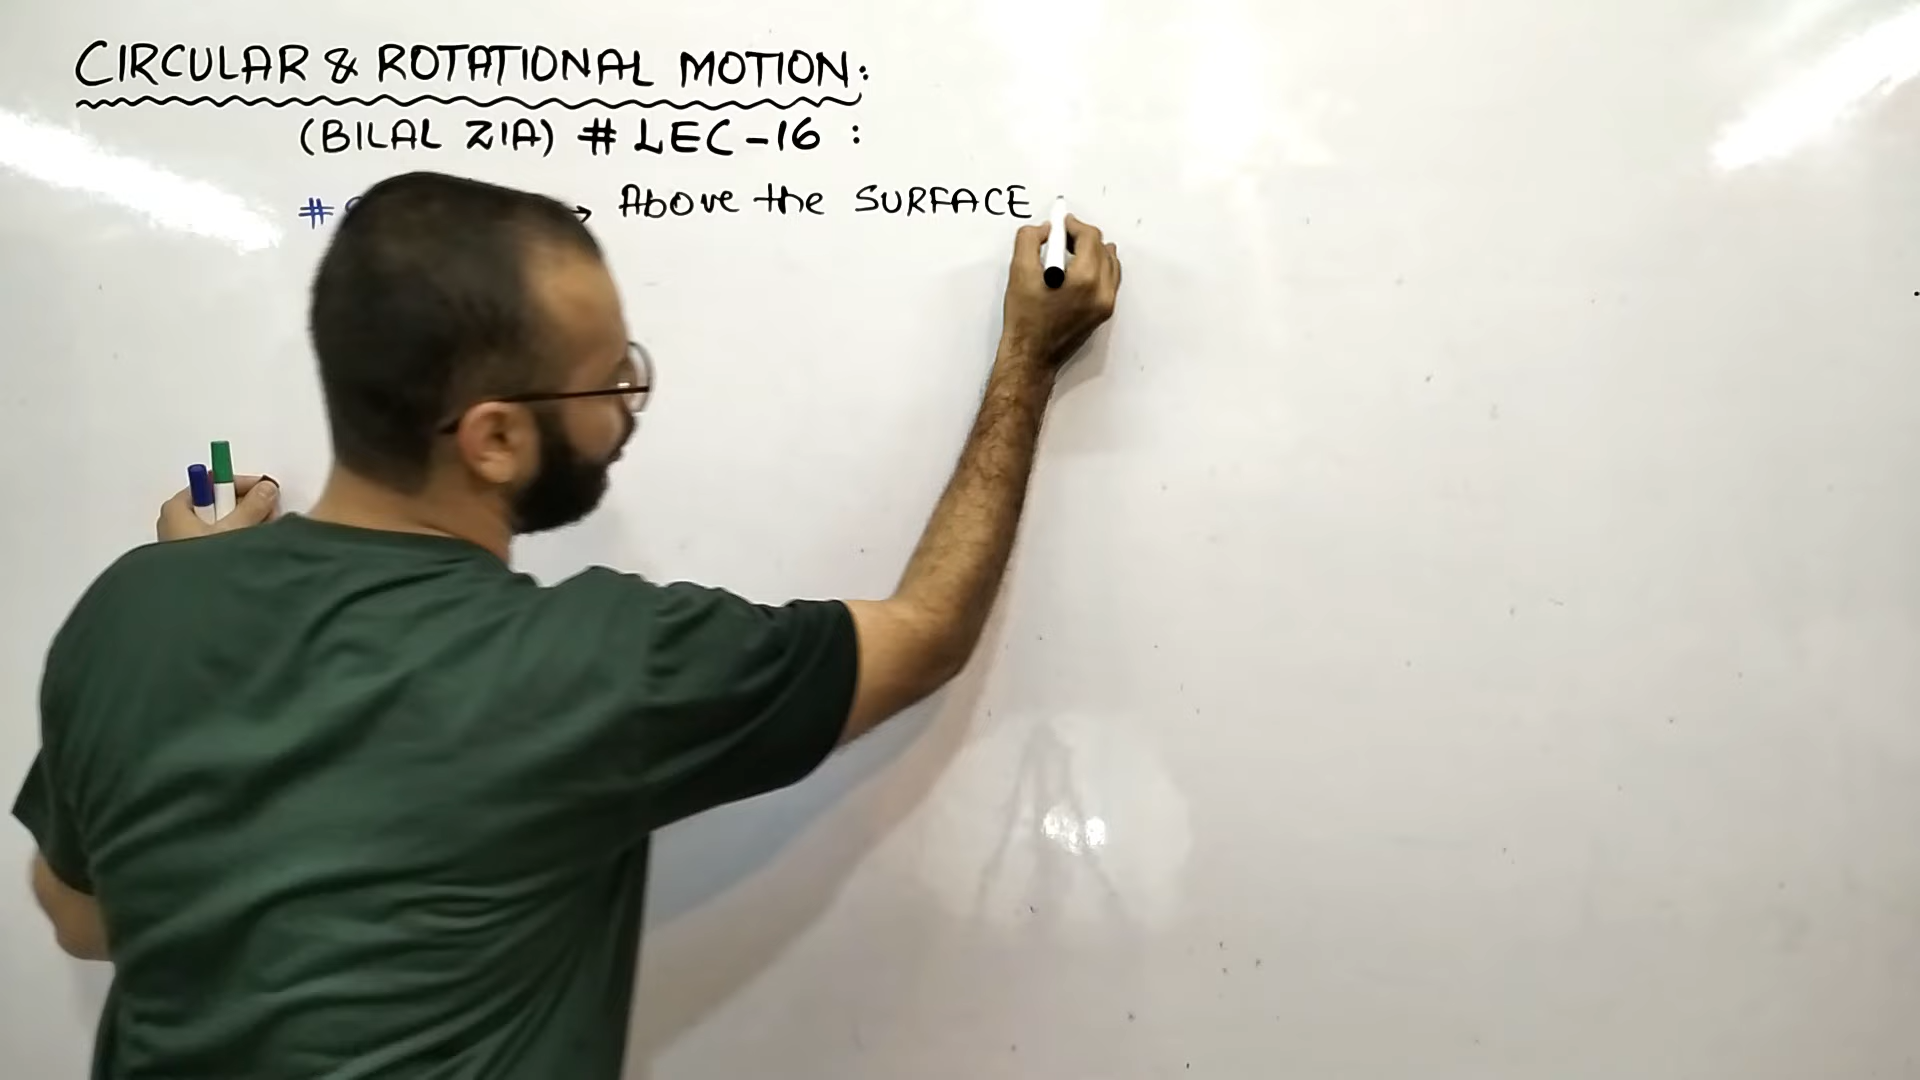 CIRCULAR & ROTATIONAL MOTION:
(BILAL ZIA) # LEC-16 :
# → Above the SURFACE